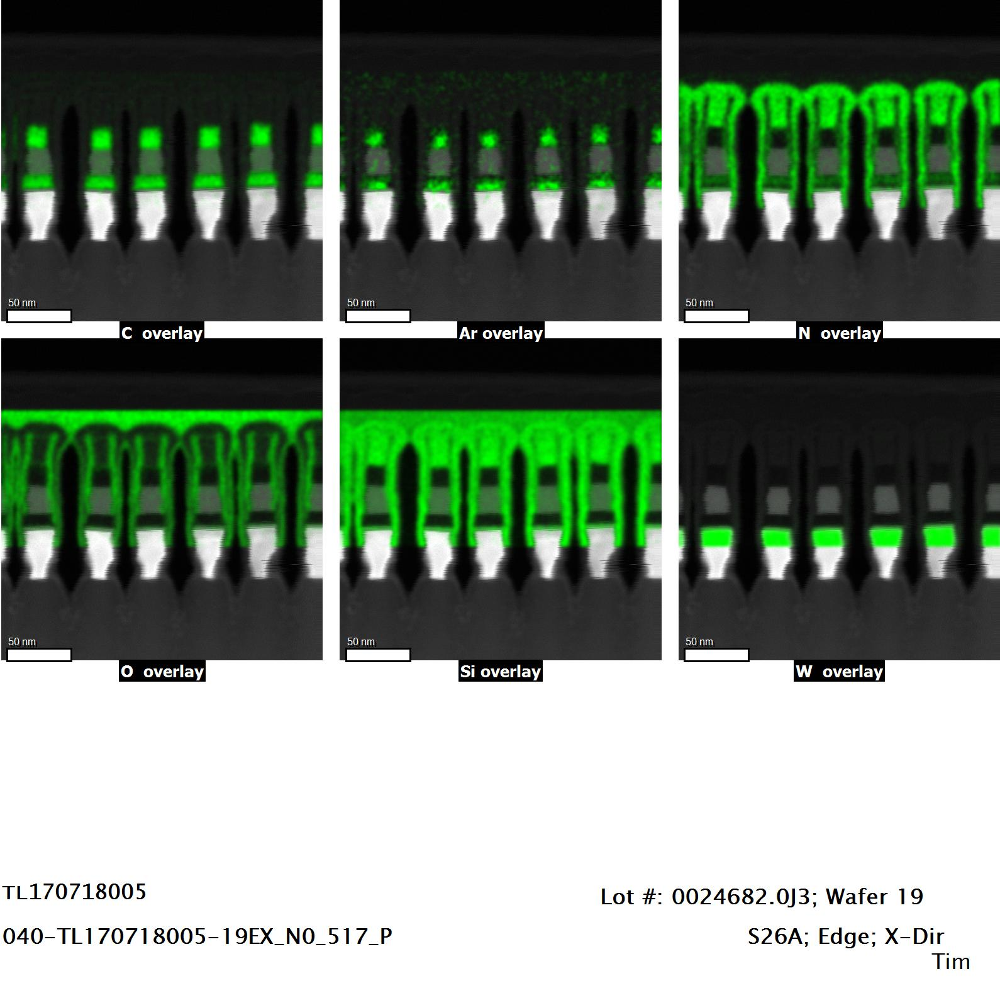 50 nm
50 nm
50 nm
C overlay
Ar overlay
N overlay
50 nm
50 nm
50 nm
O overlay
Si overlay
W overlay
TL170718005
Lot #: 0024682.0J3; Wafer 19
040-TL170718005-19EX_N0_517_P
S26A; Edge; X-Dir
Tim